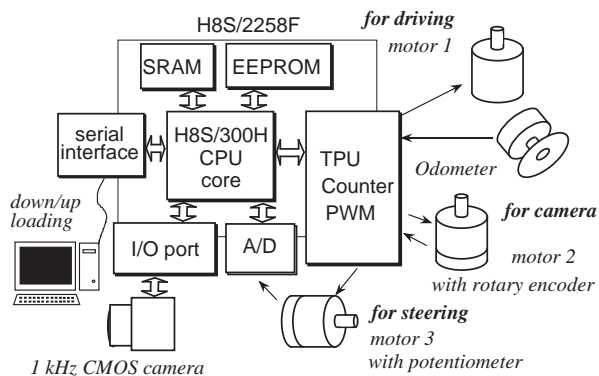 H8S/2258F
for driving
motor 1
SRAM
EEPROM
serial
interface
H8S/300H
CPU
core
TPU
Counter
PWM
Odometer
down/up
loading
I/O port
A/D
for camera
motor 2
with rotary encoder
for steering
motor 3
with potentiometer
1 kHz CMOS camera